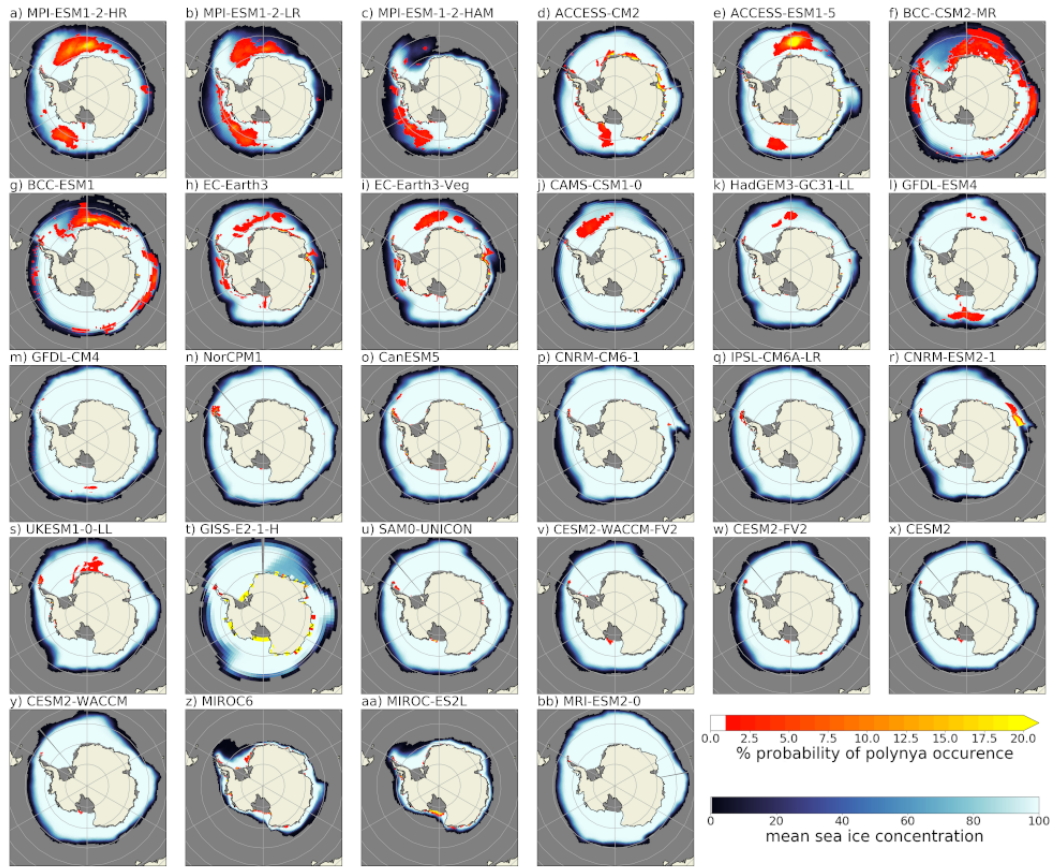 a) MPI-ESM1-2-HR b) MPI-ESM1-2-LR c) MPI-ESM-1-2-HAM d) ACCESS-CM2 e) ACCESS-ESM1-5 f) BCC-CSM2-MR
g) BCC-ESM1 h) EC-Earth3 i) EC-Earth3-Veg j) CAMS-CSM1-0 k) HadGEM3-GC31-LL l) GFDL-ESM4
m) GFDL-CM4 n) NorCPM1 o) CanESM5 p) CNRM-CM6-1 q) IPSL-CM6A-LR r) CNRM-ESM2-1
s) UKESM1-0-LL t) GISS-E2-1-H u) SAM0-UNICON v) CESM2-WACCM-FV2 w) CESM2-FV2 x) CESM2
y) CESM2-WACCM z) MIROC6 aa) MIROC-ES2L bb) MRI-ESM2-0
0.0 2.5 5.0 7.5 10.0 12.5 15.0 17.5 20.0
% probability of polynya occurence
0 20 40 60 80 100
mean sea ice concentration